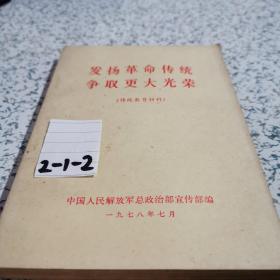 发扬革命传统
争取更大光荣
(传统教育材料)
2-1-2
中国人民解放军总政治部宣传部编
一九七八年七月